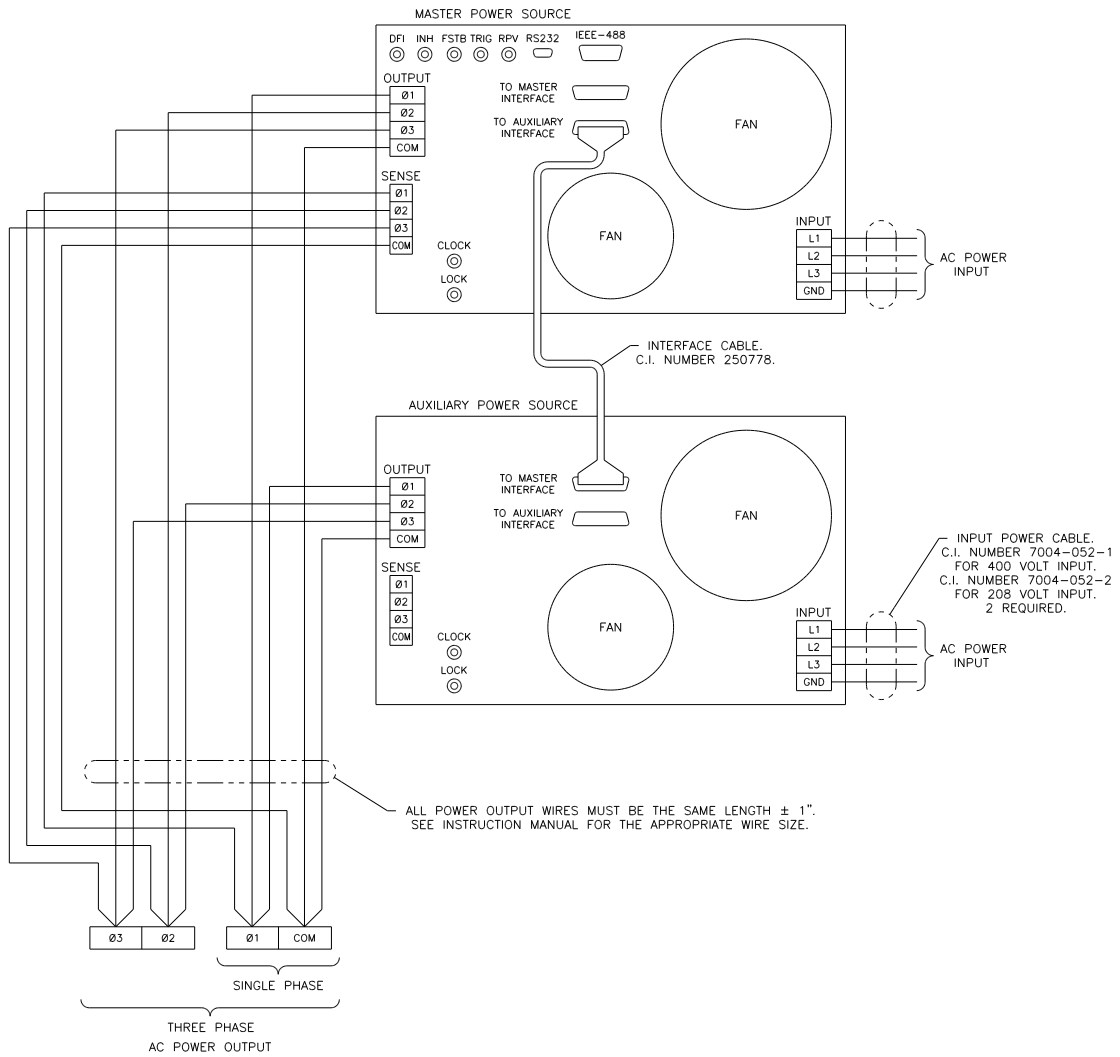 MASTER POWER SOURCE
DFI INH FSTB TRIG RPV RS232 IEEE-488
OUTPUT
Ø1
Ø2
Ø3
COM
TO MASTER
INTERFACE
TO AUXILIARY
INTERFACE
FAN
SENSE
Ø1
Ø2
Ø3
COM
CLOCK
LOCK
FAN
INPUT
L1
L2
L3
GND
AC POWER
INPUT
INTERFACE CABLE.
C.I. NUMBER 250778.
AUXILIARY POWER SOURCE
OUTPUT
Ø1
Ø2
Ø3
COM
TO MASTER
INTERFACE
TO AUXILIARY
INTERFACE
FAN
SENSE
Ø1
Ø2
Ø3
COM
CLOCK
LOCK
FAN
INPUT
L1
L2
L3
GND
AC POWER
INPUT
INPUT POWER CABLE.
C.I. NUMBER 7004-052-1
FOR 400 VOLT INPUT.
C.I. NUMBER 7004-052-2
FOR 208 VOLT INPUT.
2 REQUIRED.
ALL POWER OUTPUT WIRES MUST BE THE SAME LENGTH ± 1".
SEE INSTRUCTION MANUAL FOR THE APPROPRIATE WIRE SIZE.
Ø3 Ø2 Ø1 COM
SINGLE PHASE
THREE PHASE
AC POWER OUTPUT